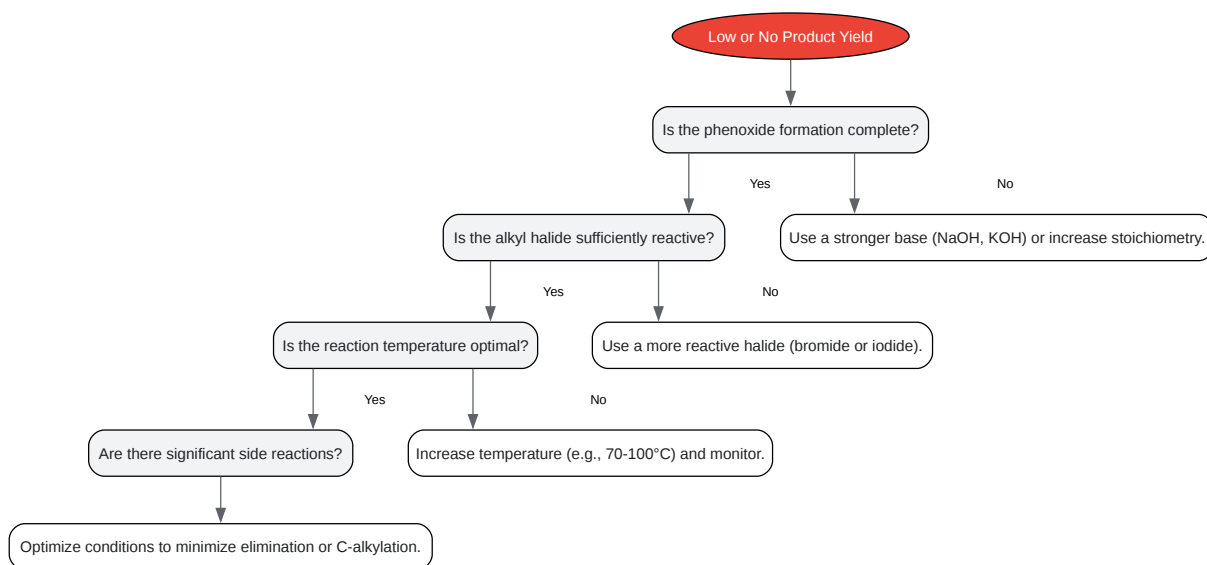 Low or No Product Yield
Is the phenoxide formation complete?
Yes
No
Is the alkyl halide sufficiently reactive?
Use a stronger base (NaOH, KOH) or increase stoichiometry.
Yes
No
Is the reaction temperature optimal?
Use a more reactive halide (bromide or iodide).
Yes
No
Are there significant side reactions?
Increase temperature (e.g., 70-100°C) and monitor.
Optimize conditions to minimize elimination or C-alkylation.